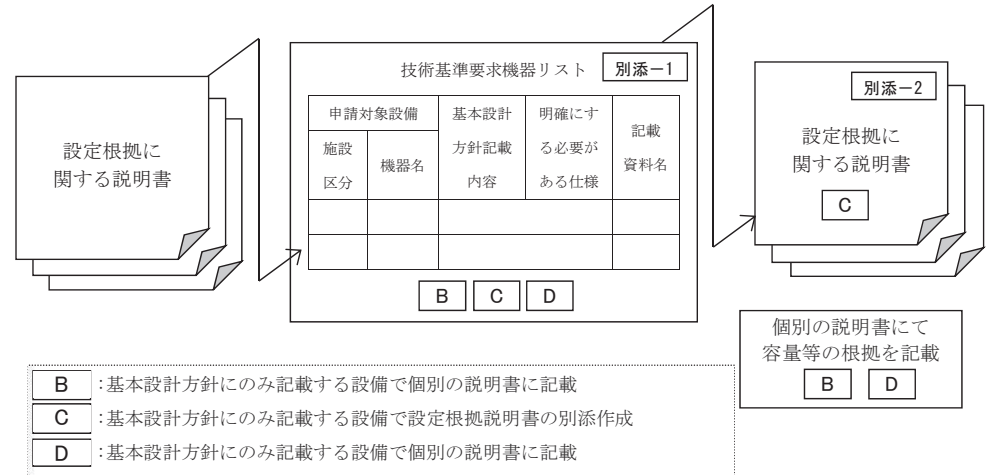 設定根拠に
関する説明書
技術基準要求機器リスト
別添－1
申請対象設備
施設
区分
機器名
基本設計
方針記載
内容
明確にす
る必要が
ある仕様
記載
資料名
B C D
別添－2
設定根拠に
関する説明書
C
個別の説明書にて
容量等の根拠を記載
B D
B :基本設計方針にのみ記載する設備で個別の説明書に記載
C :基本設計方針にのみ記載する設備で設定根拠説明書の別添作成
D :基本設計方針にのみ記載する設備で個別の説明書に記載